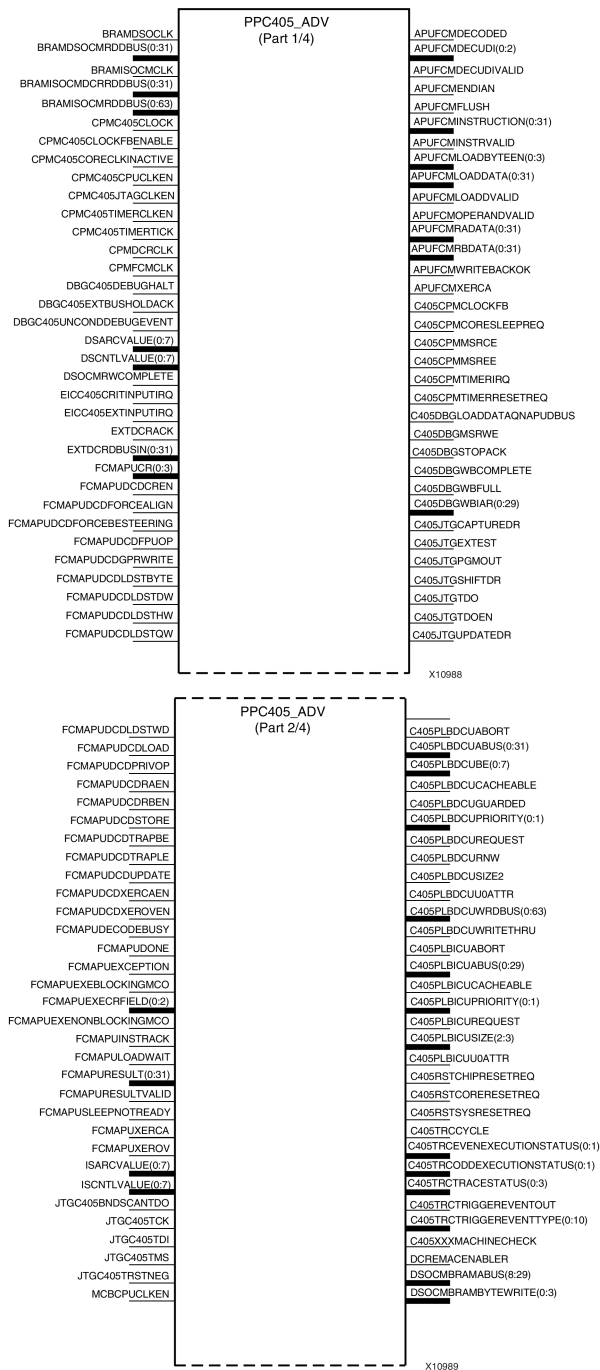 PPC405_ADV
(Part 1/4)
BRAMDSOCLK
BRAMDSOCMRDDBUS(0:31)
BRAMISOCMCLK
BRAMISOCMDCRRDDBUS(0:31)
BRAMISOCMRDDBUS(0:63)
CPMC405CLOCK
CPMC405CLOCKFBENABLE
CPMC405CORECLKINACTIVE
CPMC405CPUCLKEN
CPMC405JTAGCLKEN
CPMC405TIMERCLKEN
CPMC405TIMERTICK
CPMDCRCLK
CPMFCMCLK
DBGC405DEBUGHALT
DBGC405EXTBUSHOLDACK
DBGC405UNCONDDEBUGEVENT
DSARCVALUE(0:7)
DSCNTLVALUE(0:7)
DSOCMRWCOMPLETE
EICC405CRITINPUTIRQ
EICC405EXTINPUTIRQ
EXTDCRACK
EXTDCRDBUSIN(0:31)
FCMAPUCR(0:3)
FCMAPUDCDCREN
FCMAPUDCDFORCEALIGN
FCMAPUDCDFORCEBESTEERING
FCMAPUDCDFPUOP
FCMAPUDCDGPRWRITE
FCMAPUDCDLDSTBYTE
FCMAPUDCDLDSTDW
FCMAPUDCDLDSTHW
FCMAPUDCDLDSTQW
APUFCMDECODED
APUFCMDECUDI(0:2)
APUFCMDECUDIVALID
APUFCMENDIAN
APUFCMFLUSH
APUFCMINSTRUCTION(0:31)
APUFCMINSTRVALID
APUFCMLOADBYTEEN(0:3)
APUFCMLOADDATA(0:31)
APUFCMLOADDVALID
APUFCMOPERANDVALID
APUFCMRADATA(0:31)
APUFCMRBDATA(0:31)
APUFCMWRITEBACKOK
APUFCMXERCA
C405CPMCLOCKFB
C405CPMCORESLEEPREQ
C405CPMMSRCE
C405CPMMSREE
C405CPMTIMERIRQ
C405CPMTIMERRESETREQ
C405DBGLOADDATAQNAPUDBUS
C405DBGMSRWE
C405DBGSTOPACK
C405DBGWBCOMPLETE
C405DBGWBFULL
C405DBGWBIAR(0:29)
C405JTGCAPTUREDR
C405JTGEXTEST
C405JTGPGMOUT
C405JTGSHIFTDR
C405JTGTDO
C405JTGTDOEN
C405JTGUPDATEDR
X10988
PPC405_ADV
(Part 2/4)
FCMAPUDCDLDSTWD
FCMAPUDCDLOAD
FCMAPUDCDPRIVOP
FCMAPUDCDRAEN
FCMAPUDCDRBEN
FCMAPUDCDSTORE
FCMAPUDCDTRAPBE
FCMAPUDCDTRAPLE
FCMAPUDCDUPDATE
FCMAPUDCDXERCAEN
FCMAPUDCDXEROVEN
FCMAPUDECODEBUSY
FCMAPUDONE
FCMAPUEXCEPTION
FCMAPUEXEBLOCKINGMCO
FCMAPUEXECRFIELD(0:2)
FCMAPUEXENONBLOCKINGMCO
FCMAPUINSTRACK
FCMAPULOADWAIT
FCMAPURESULT(0:31)
FCMAPURESULTVALID
FCMAPUSLEEPNOTREADY
FCMAPUXERCA
FCMAPUXEROV
ISARCVALUE(0:7)
ISCNTLVALUE(0:7)
JTGC405BNDSCANTDO
JTGC405TCK
JTGC405TDI
JTGC405TMS
JTGC405TRSTNEG
MCBCPUCLKEN
C405PLBDCUABORT
C405PLBDCUABUS(0:31)
C405PLBDCUBE(0:7)
C405PLBDCUCACHEABLE
C405PLBDCUGUARDED
C405PLBDCUPRIORITY(0:1)
C405PLBDCUREQUEST
C405PLBDCURNW
C405PLBDCUSIZE2
C405PLBDCUU0ATTR
C405PLBDCUWRDBUS(0:63)
C405PLBDCUWRITETHRU
C405PLBICUABORT
C405PLBICUABUS(0:29)
C405PLBICUCACHEABLE
C405PLBICUPRIORITY(0:1)
C405PLBICUREQUEST
C405PLBICUSIZE(2:3)
C405PLBICUU0ATTR
C405RSTCHIPRESETREQ
C405RSTCORERESETREQ
C405RSTSYSRESETREQ
C405TRCCYCLE
C405TRCEVENEXECUTIONSTATUS(0:1)
C405TRCODDEXECUTIONSTATUS(0:1)
C405TRCTRACESTATUS(0:3)
C405TRCTRIGGEREVENTOUT
C405TRCTRIGGEREVENTTYPE(0:10)
C405XXXMACHINECHECK
DCREMACENABLER
DSOCMBRAMABUS(8:29)
DSOCMBRAMBYTEWRITE(0:3)
X10989